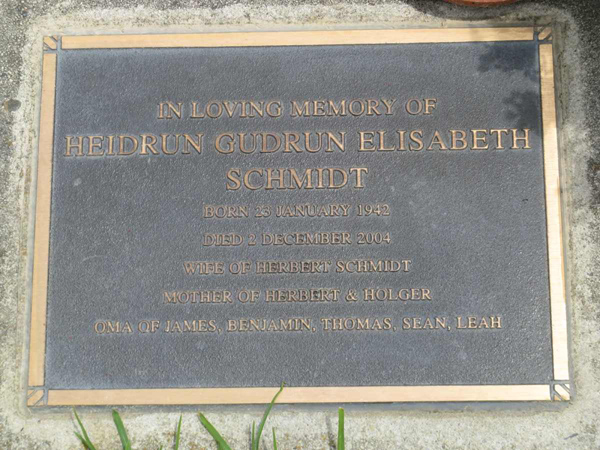 IN LOVING MEMORY OF
HEIDRUN GUDRUN ELISABETH
SCHMIDT
BORN 23 JANUARY 1942
DIED 2 DECEMBER 2004
WIFE OF HERBERT SCHMIDT
MOTHER OF HERBERT & HOLGER
OMA OF JAMES, BENJAMIN, THOMAS, SEAN, LEAH